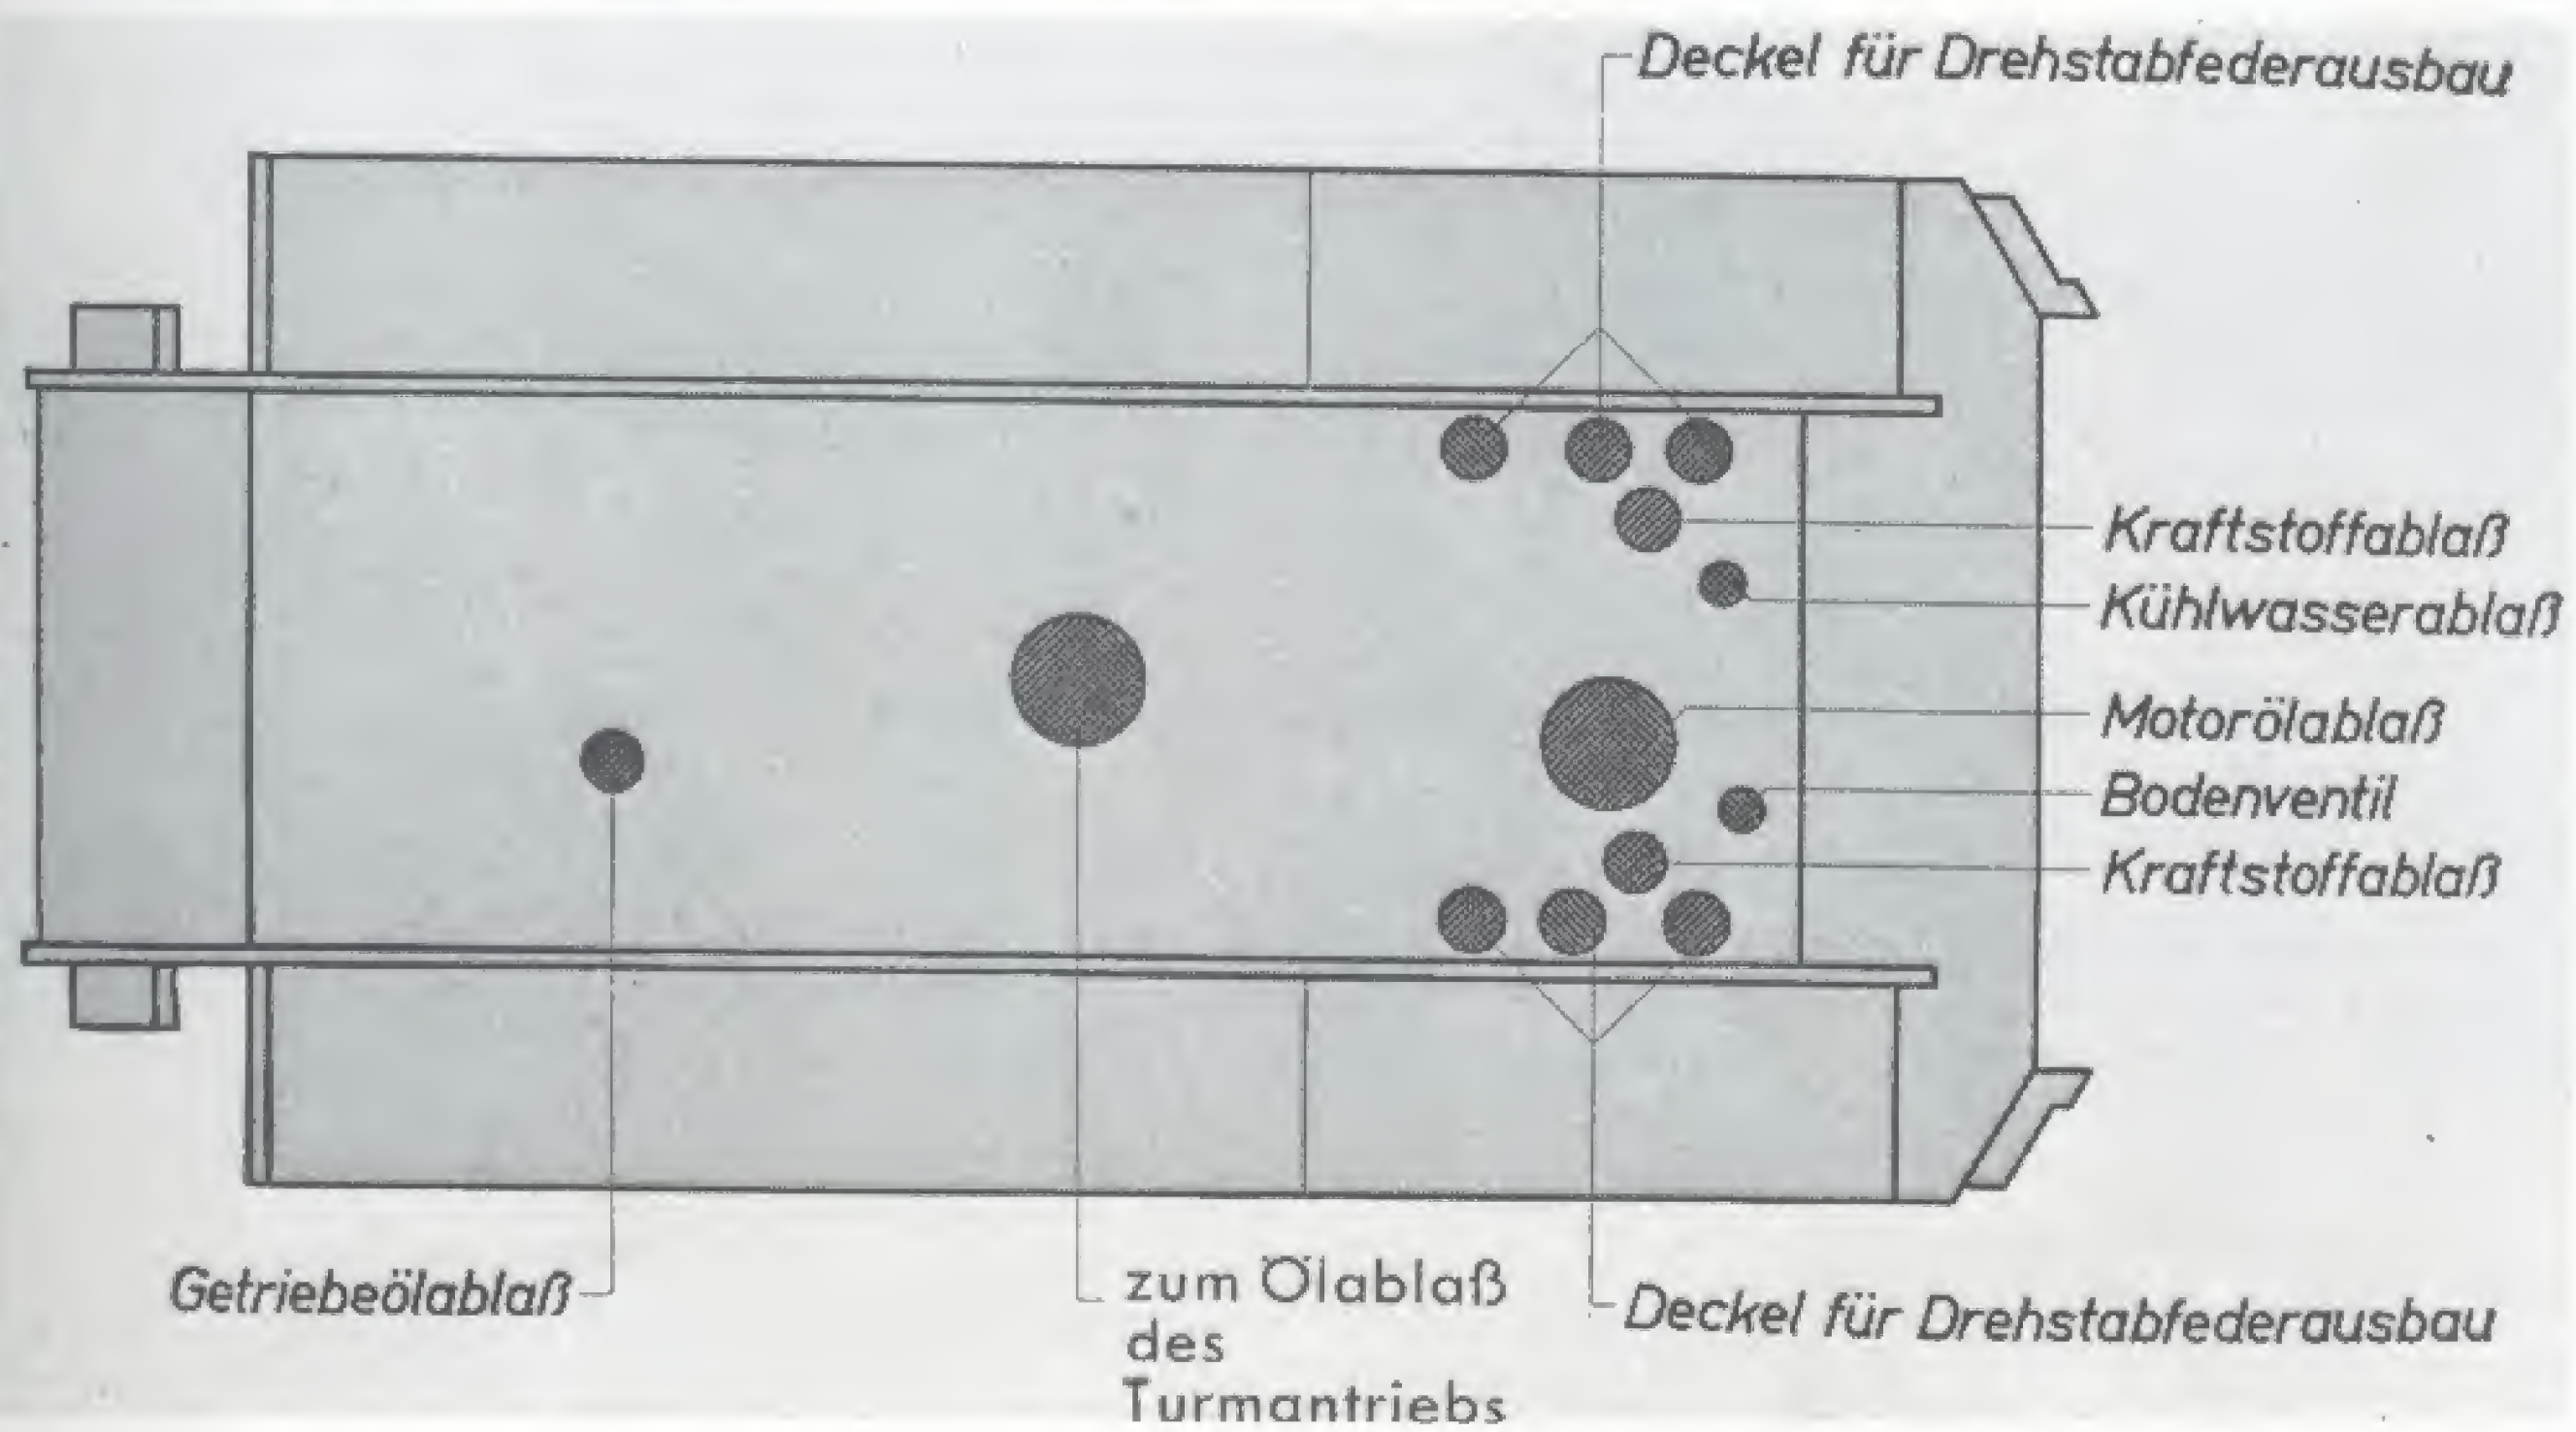 Deckel für Drehstabfederausbau
Kraftstoffablaß
Kühlwasserablaß
Motorölablaß
Bodenventil
Kraftstoffablaß
Getriebeölablaß
zum Ölablaß
des
Turmantriebs
Deckel für Drehstabfederausbau